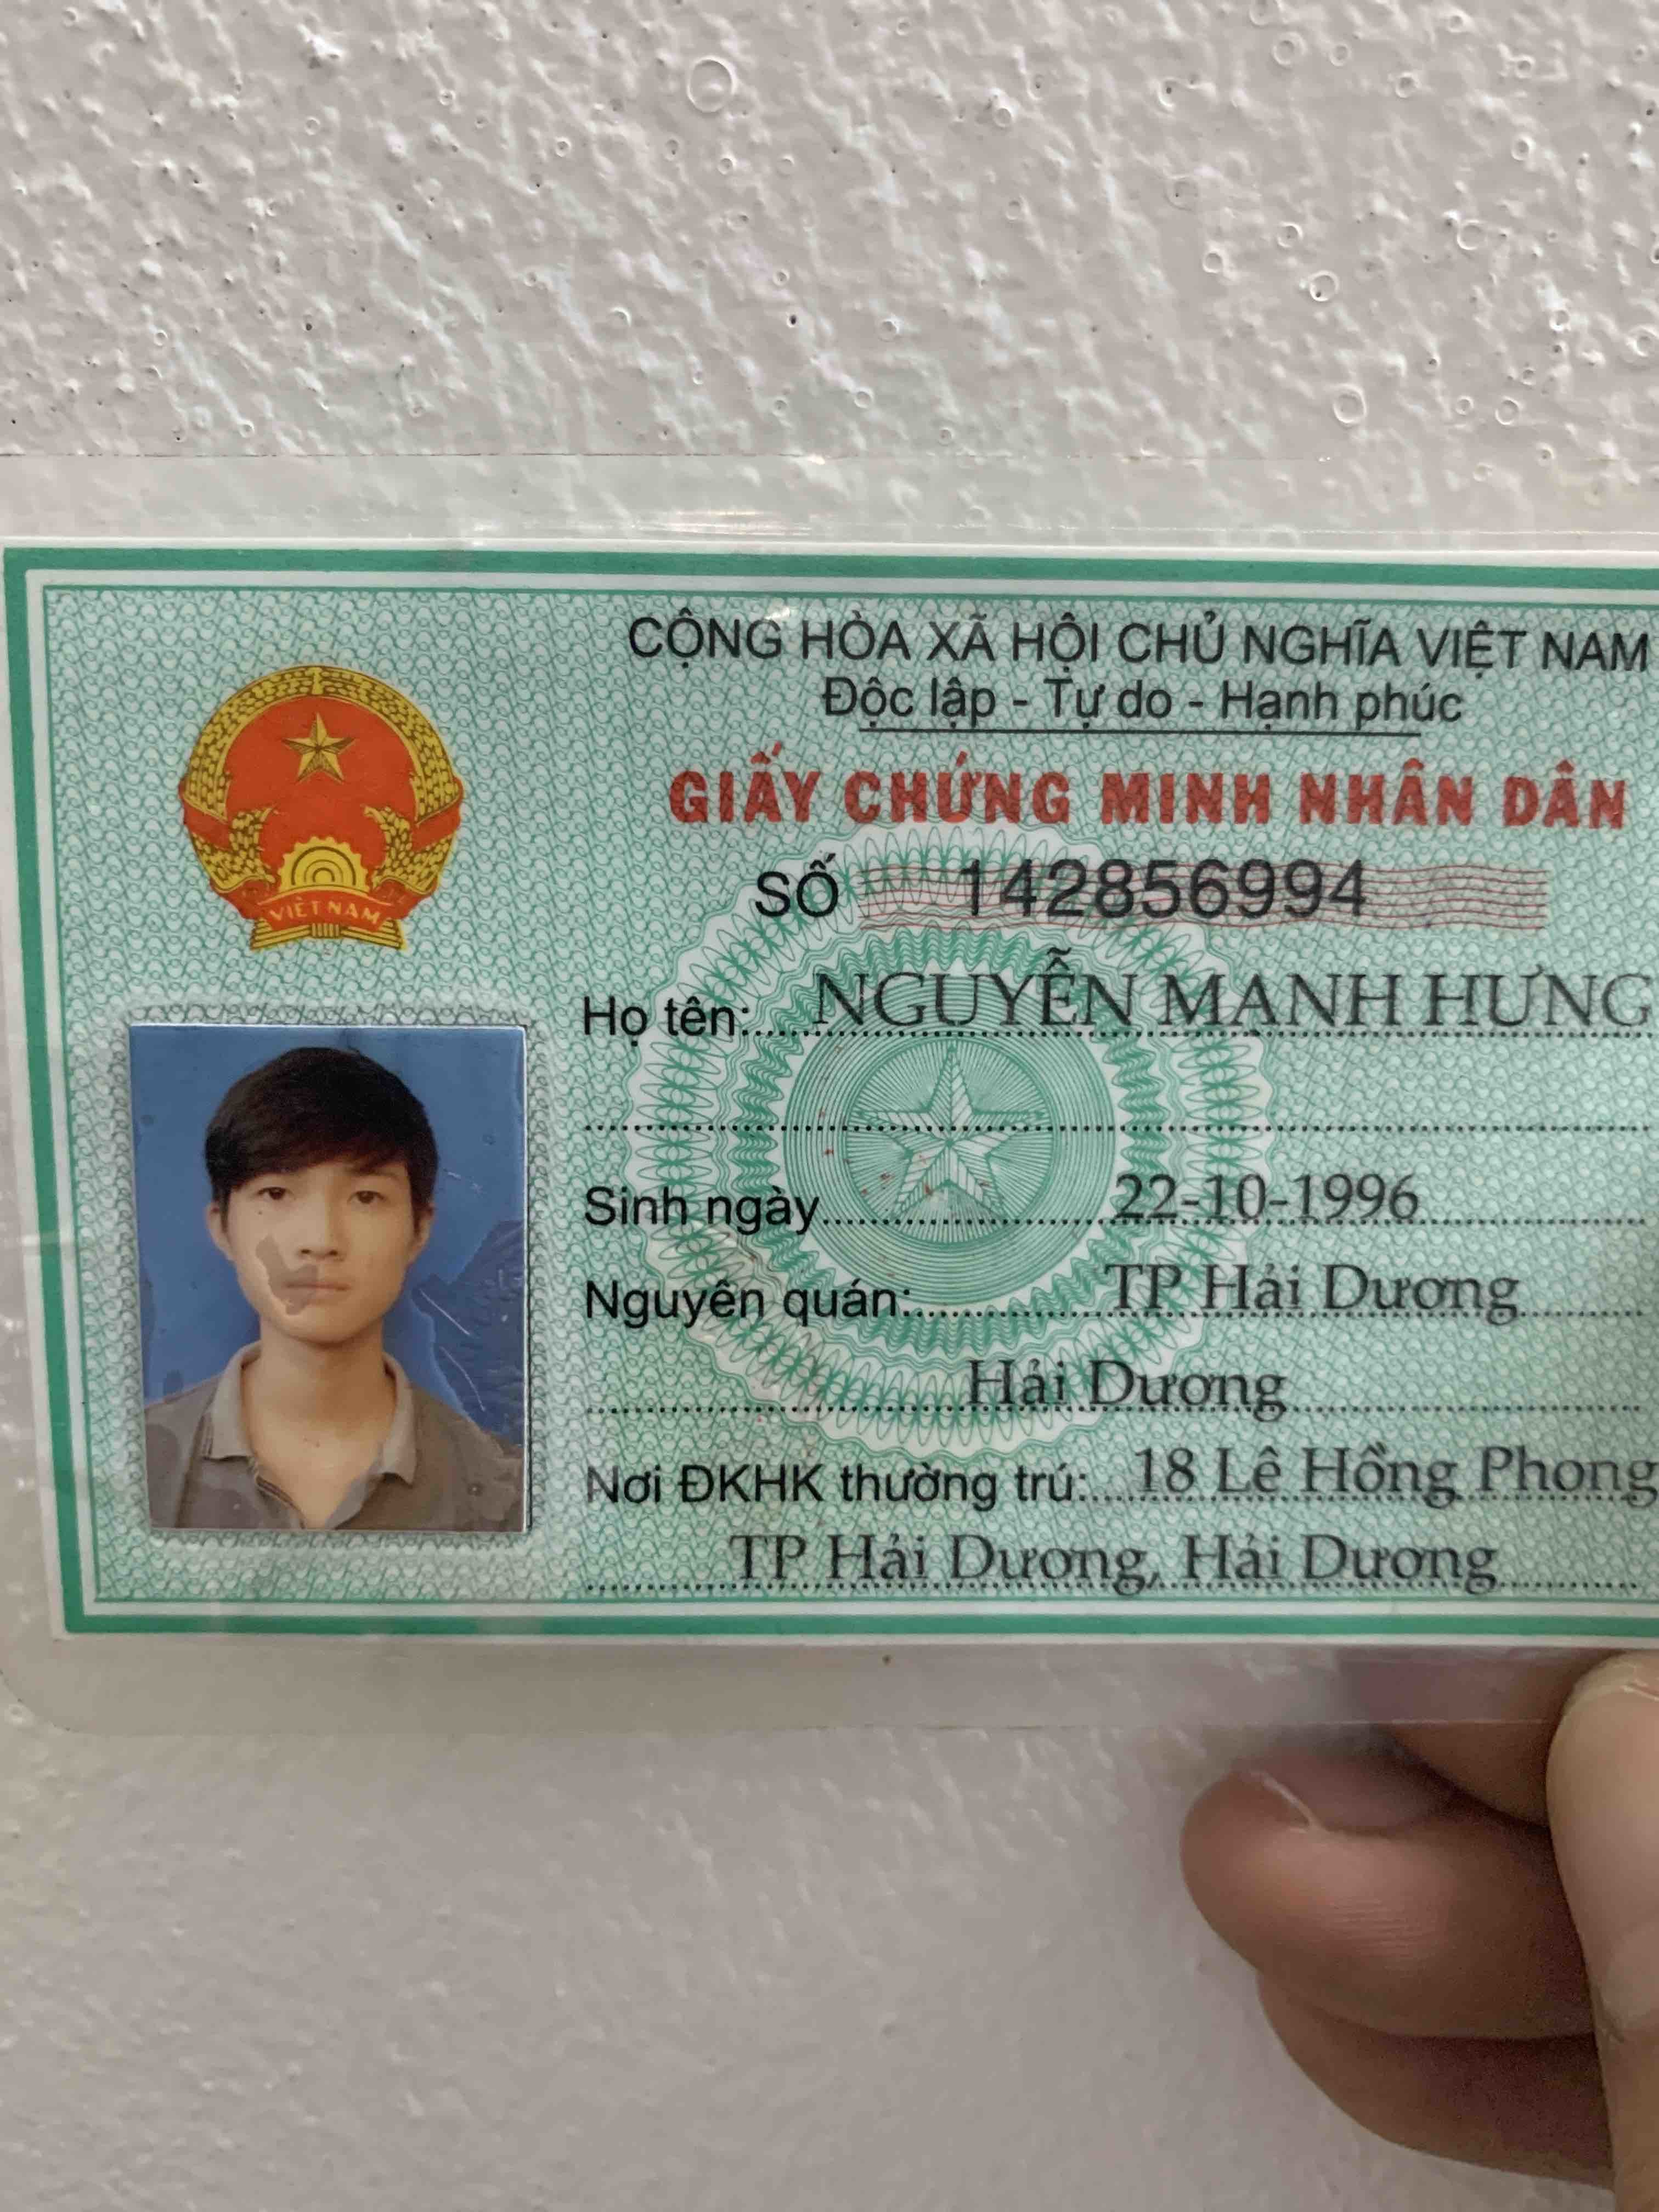 CỘNG HÒA XÃ HỘI CHỦ NGHĨA VIỆT NAM
Độc lập - Tự do - Hạnh phúc
GIẤY CHỨNG MINH NHÂN DÂN
SỐ 142856994
VIỆT NAM
Họ tên: NGUYỄN MẠNH HƯNG
Sinh ngày 22-10-1996
Nguyên quán: TP Hải Dương
Hải Dương
Nơi ĐKHK thường trú: 18 Lê Hồng Phong
TP Hải Dương, Hải Dương